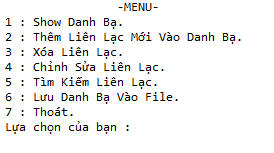 -MENU-
1 : Show Danh Bạ.
2 : Thêm Liên Lạc Mới Vào Danh Bạ.
3 : Xóa Liên Lạc.
4 : Chỉnh Sửa Liên Lạc.
5 : Tìm Kiếm Liên Lạc.
6 : Lưu Danh Bạ Vào File.
7 : Thoát.
Lựa chọn của bạn :